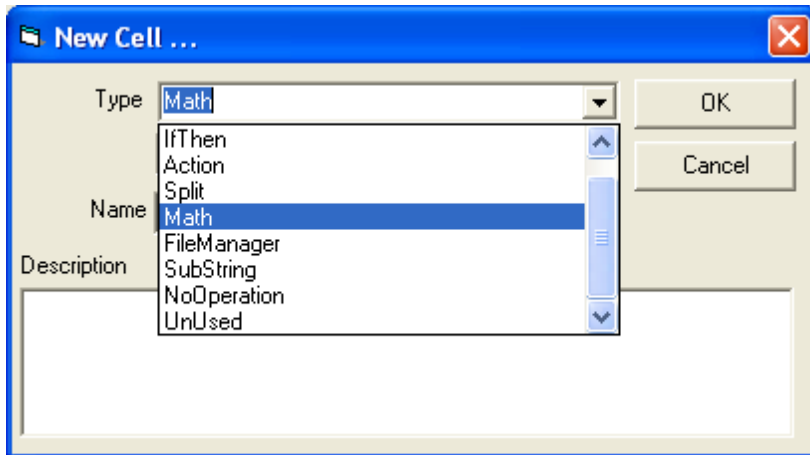 New Cell ...
Type Math OK
IfThen
Action
Cancel
Split
Name
Math
FileManager
Description
SubString
NoOperation
UnUsed